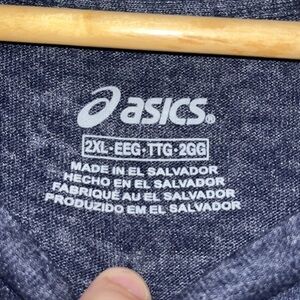 asics®
2XL-EEG-TTG-2GG
MADE IN EL SALVADOR
HECHO EN EL SALVADOR
FABRIQUÉ AU EL SALVADOR
PRODUZIDO EM EL SALVADOR